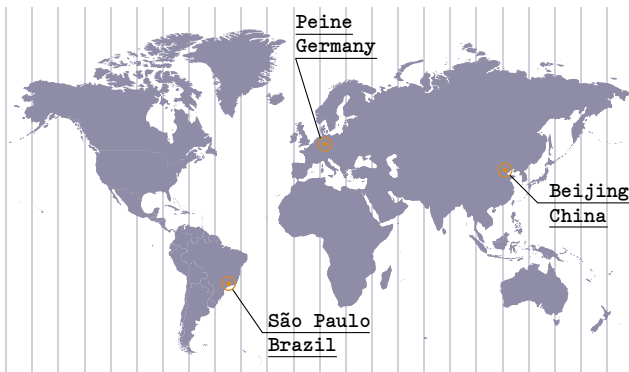 Peine
Germany
Beijing
China
São Paulo
Brazil